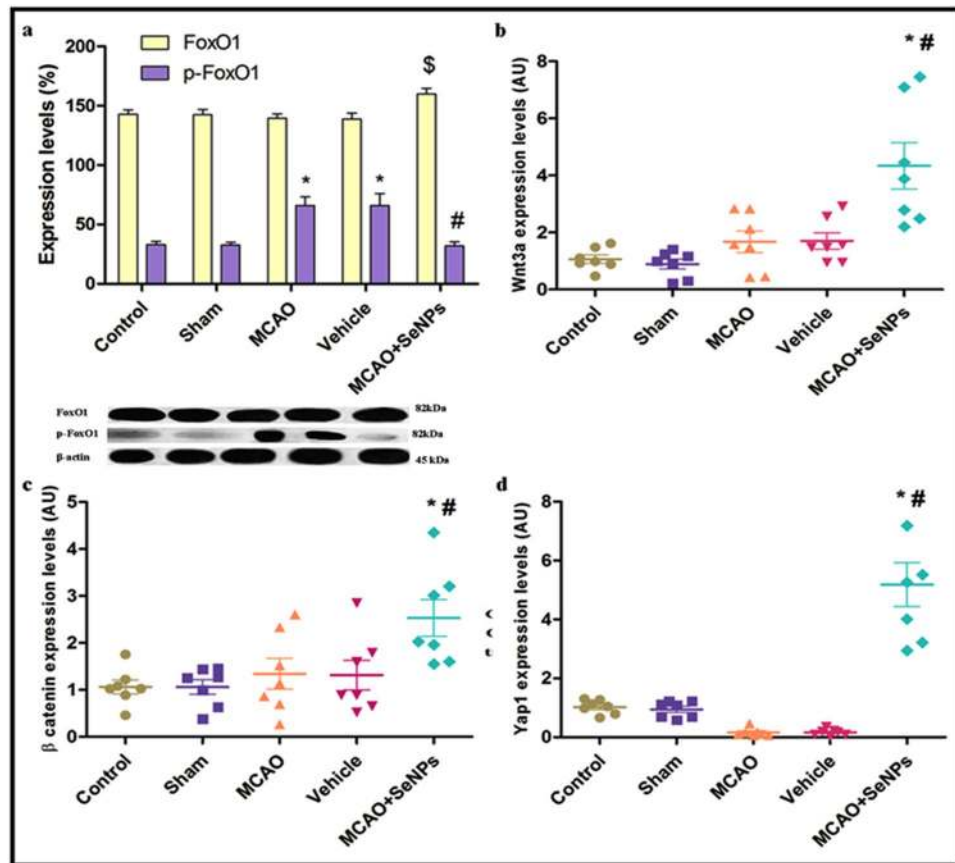 a
FoxO1
p-FoxO1
Expression levels (%)
200
150
100
50
0
$
*
*
#
Control
Sham
MCAO
Vehicle
MCAO+SeNPs
FoxO1
82kDa
p-FoxO1
82kDa
β-actin
45 kDa
b
Wnt3a expression levels (AU)
8
6
4
2
0
* #
Control
Sham
MCAO
Vehicle
MCAO+SeNPs
c
β catenin expression levels (AU)
5
4
3
2
1
0
* #
Control
Sham
MCAO
Vehicle
MCAO+SeNPs
d
Yap1 expression levels (AU)
8
6
4
2
0
* #
Control
Sham
MCAO
Vehicle
MCAO+SeNPs